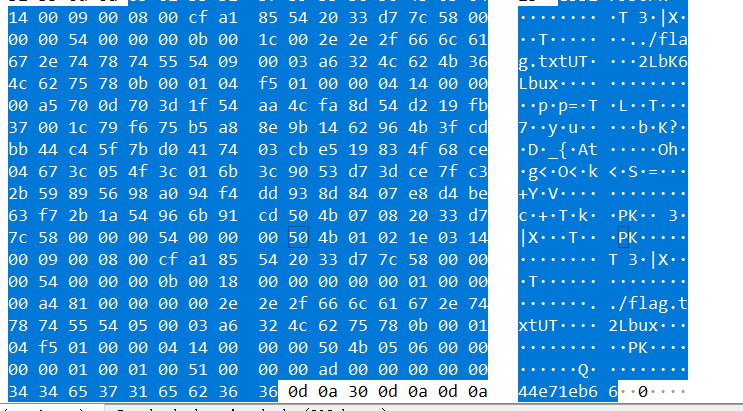 14 00 09 00 08 00 cf a1 85 54 20 33 d7 7c 58 00 ········ ·T 3·|X·
00 00 54 00 00 00 0b 00 1c 00 2e 2e 2f 66 6c 61 ··T····· ··../fla
67 2e 74 78 74 55 54 09 00 03 a6 32 4c 62 4b 36 g.txtUT· ···2LbK6
4c 62 75 78 0b 00 01 04 f5 01 00 00 04 14 00 00 Lbux···· ········
00 a5 70 0d 70 3d 1f 54 aa 4c fa 8d 54 d2 19 fb ··p·p=·T ·L··T···
37 00 1c 79 f6 75 b5 a8 8e 9b 14 62 96 4b 3f cd 7··y·u·· ···b·K?·
bb 44 c4 5f 7b d0 41 74 03 cb e5 19 83 4f 68 ce ·D·_{·At ·····Oh·
04 67 3c 05 4f 3c 01 6b 3c 90 53 d7 3d ce 7f c3 ·g<·O<·k <·S·=···
2b 59 89 56 98 a0 94 f4 dd 93 8d 84 07 e8 d4 be +Y·V···· ········
63 f7 2b 1a 54 96 6b 91 cd 50 4b 07 08 20 33 d7 c·+·T·k· ·PK·· 3·
7c 58 00 00 00 54 00 00 00 50 4b 01 02 1e 03 14 |X···T·· ·PK·····
00 09 00 08 00 cf a1 85 54 20 33 d7 7c 58 00 00 ········ T 3·|X··
00 54 00 00 00 0b 00 18 00 00 00 00 00 01 00 00 ·T······ ········
00 a4 81 00 00 00 00 2e 2e 2f 66 6c 61 67 2e 74 ·······. ./flag.t
78 74 55 54 05 00 03 a6 32 4c 62 75 78 0b 00 01 xtUT···· 2Lbux···
04 f5 01 00 00 04 14 00 00 00 50 4b 05 06 00 00 ········ ··PK····
00 00 01 00 01 00 51 00 00 00 ad 00 00 00 00 00 ······Q· ········
34 34 65 37 31 65 62 36 36 0d 0a 30 0d 0a 0d 0a 44e71eb6 6··0····